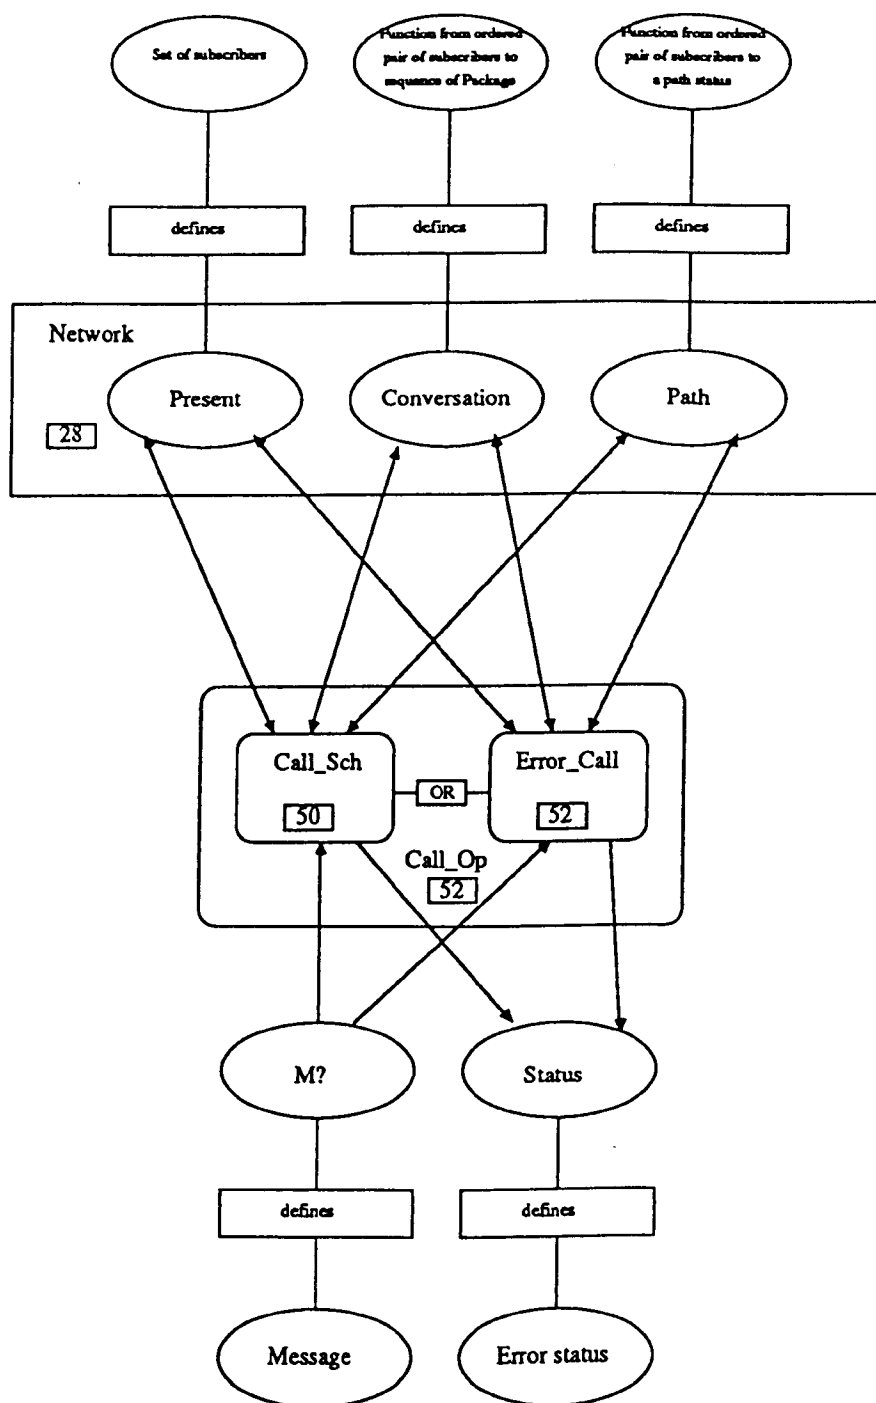 Set of subscribers
Function from ordered
pair of subscribers to
sequence of Package
Function from ordered
pair of subscribers to
a path status
defines
defines
defines
Network
Present
Conversation
Path
28
Call_Sch
Error_Call
OR
50
52
Call_Op
52
M?
Status
defines
defines
Message
Error status